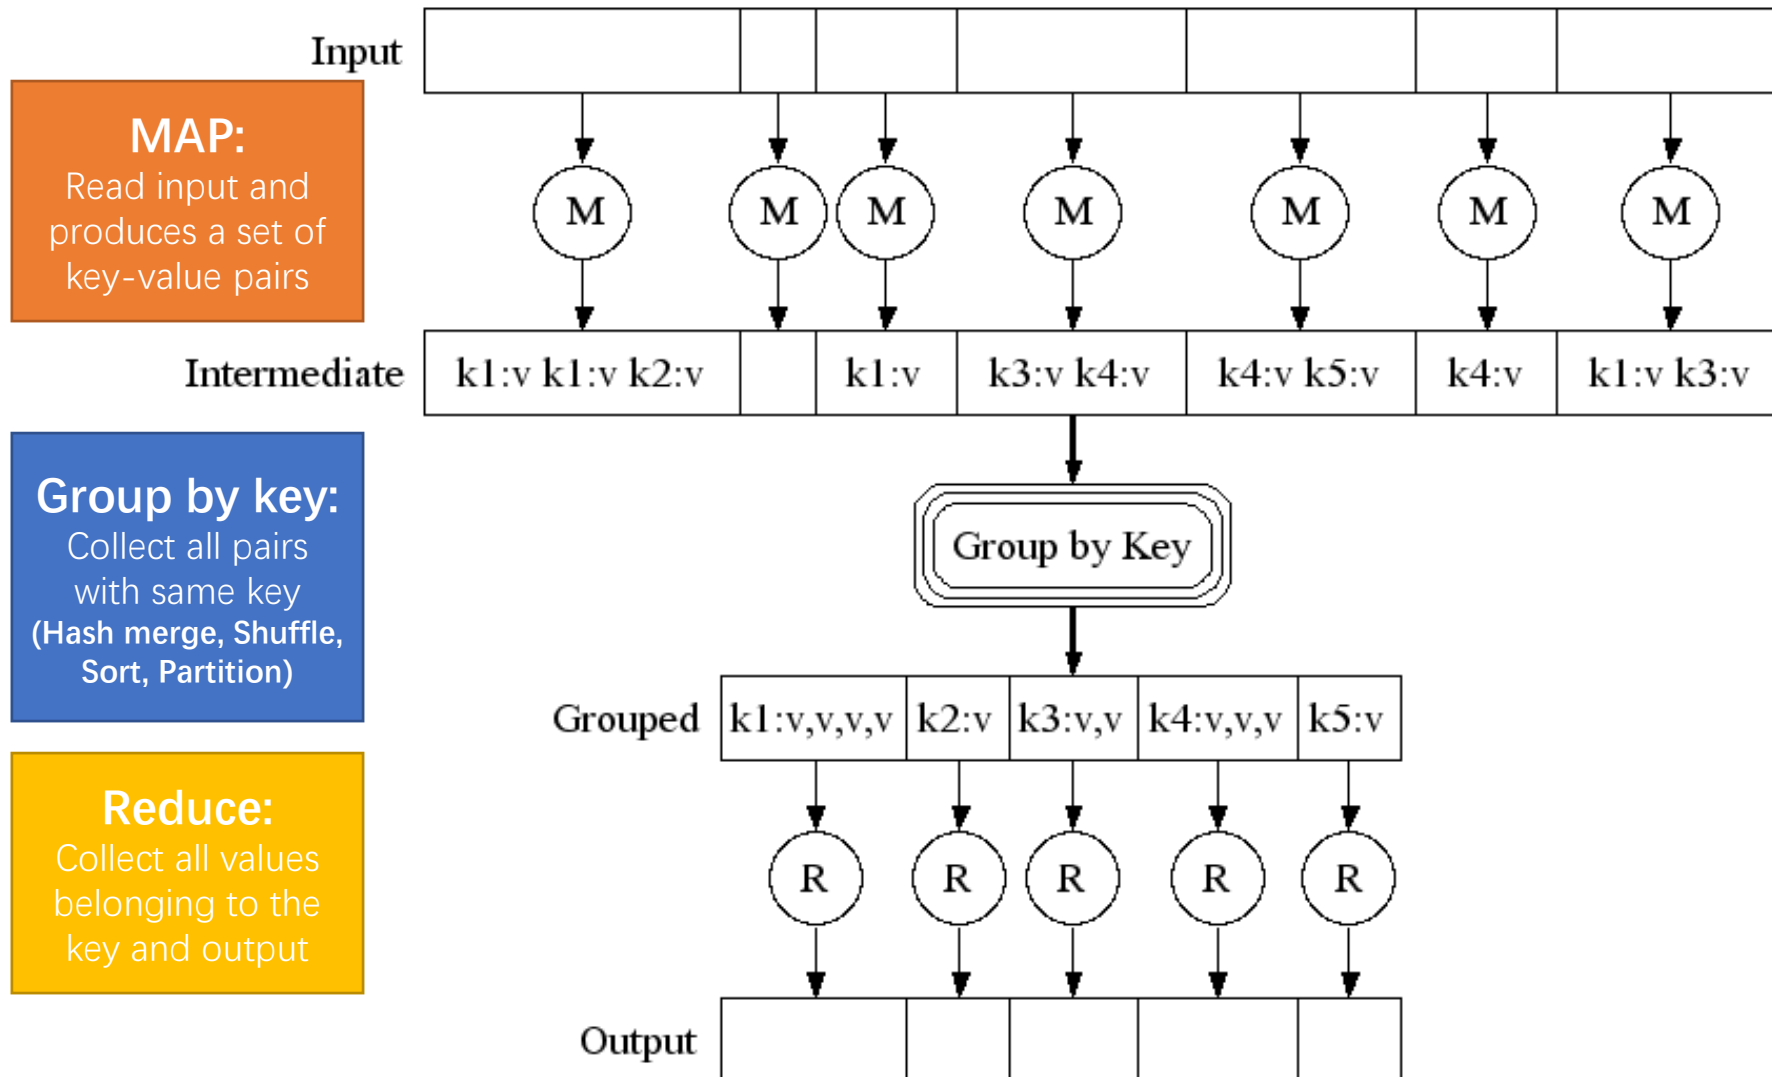 Input
MAP:
Read input and
produces a set of
key-value pairs
M M M M M M M
Intermediate k1:v k1:v k2:v k1:v k3:v k4:v k4:v k5:v k4:v k1:v k3:v
Group by key:
Collect all pairs
with same key
(Hash merge, Shuffle,
Sort, Partition)
Group by Key
Grouped k1:v,v,v,v k2:v k3:v,v k4:v,v,v k5:v
Reduce:
Collect all values
belonging to the
key and output
R R R R R
Output